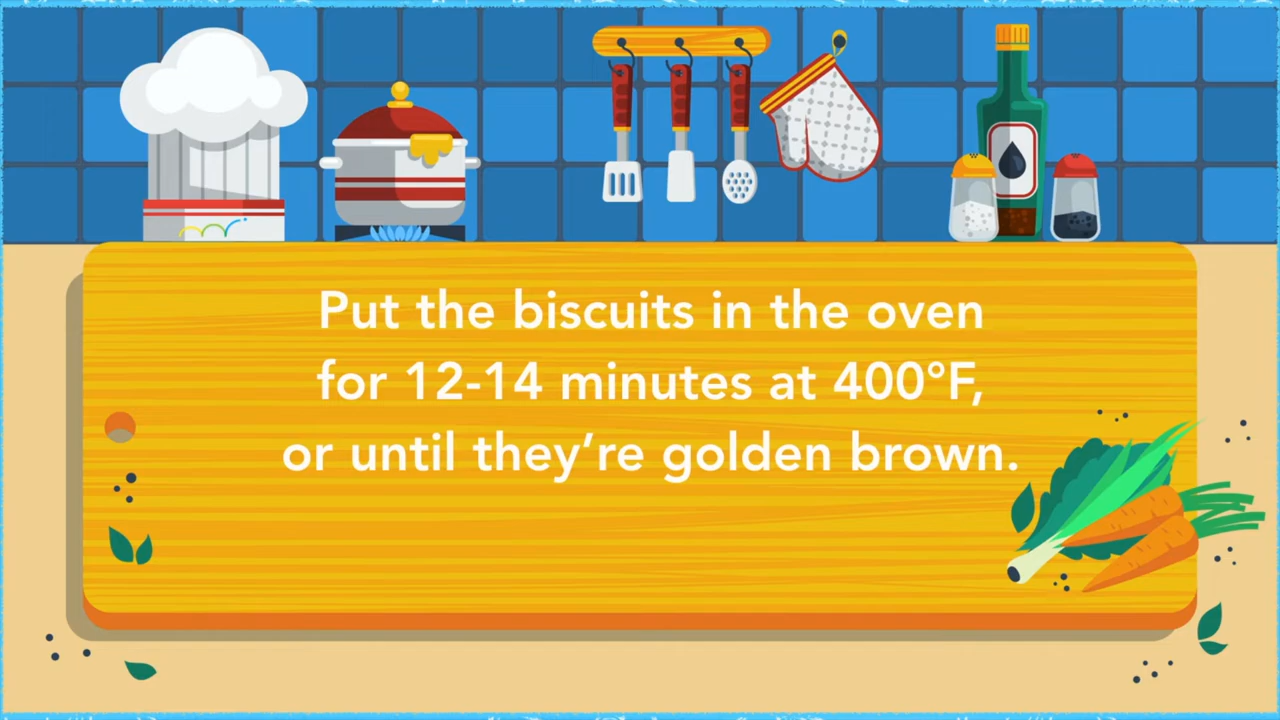 Put the biscuits in the oven
for 12-14 minutes at 400°F,
or until they’re golden brown.